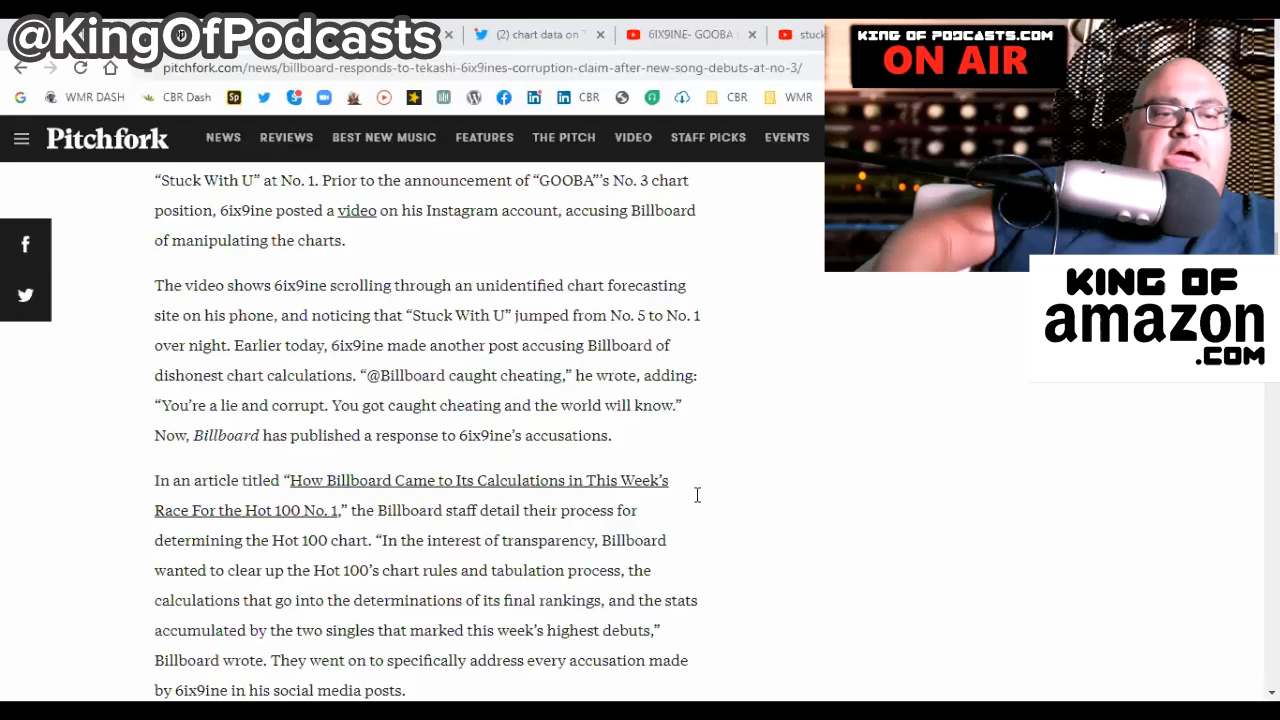 @KingOfPodcasts
(2) chart data on T
6IX9INE- GOOBA
stuck
pitchfork.com/news/billboard-responds-to-tekashi-6ix9ines-corruption-claim-after-new-song-debuts-at-no-3/
WMR DASH
CBR Dash
CBR
CBR
WMR
KING OF PODCASTS.COM
ON AIR
Pitchfork
NEWS
REVIEWS
BEST NEW MUSIC
FEATURES
THE PITCH
VIDEO
STAFF PICKS
EVENTS
“Stuck With U” at No. 1. Prior to the announcement of “GOOBA”’s No. 3 chart
position, 6ix9ine posted a video on his Instagram account, accusing Billboard
of manipulating the charts.
The video shows 6ix9ine scrolling through an unidentified chart forecasting
site on his phone, and noticing that “Stuck With U” jumped from No. 5 to No. 1
over night. Earlier today, 6ix9ine made another post accusing Billboard of
dishonest chart calculations. “@Billboard caught cheating,” he wrote, adding:
“You’re a lie and corrupt. You got caught cheating and the world will know.”
Now, Billboard has published a response to 6ix9ine’s accusations.
In an article titled “How Billboard Came to Its Calculations in This Week’s
Race For the Hot 100 No. 1,” the Billboard staff detail their process for
determining the Hot 100 chart. “In the interest of transparency, Billboard
wanted to clear up the Hot 100’s chart rules and tabulation process, the
calculations that go into the determinations of its final rankings, and the stats
accumulated by the two singles that marked this week’s highest debuts,”
Billboard wrote. They went on to specifically address every accusation made
by 6ix9ine in his social media posts.
KING OF
amazon
.COM